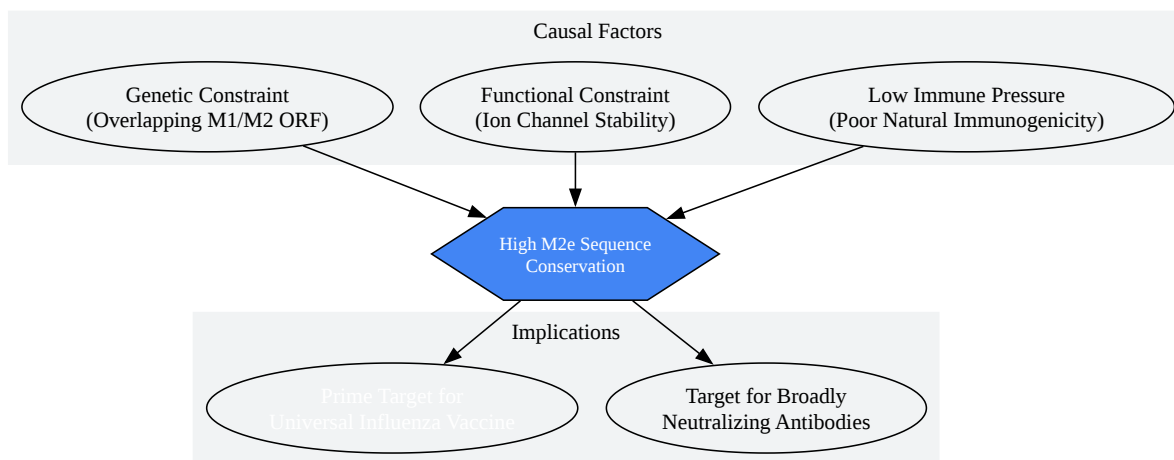 Causal Factors
Genetic Constraint
(Overlapping M1/M2 ORF)
Functional Constraint
(Ion Channel Stability)
Low Immune Pressure
(Poor Natural Immunogenicity)
High M2e Sequence
Conservation
Implications
Prime Target for
Universal Influenza Vaccine
Target for Broadly
Neutralizing Antibodies